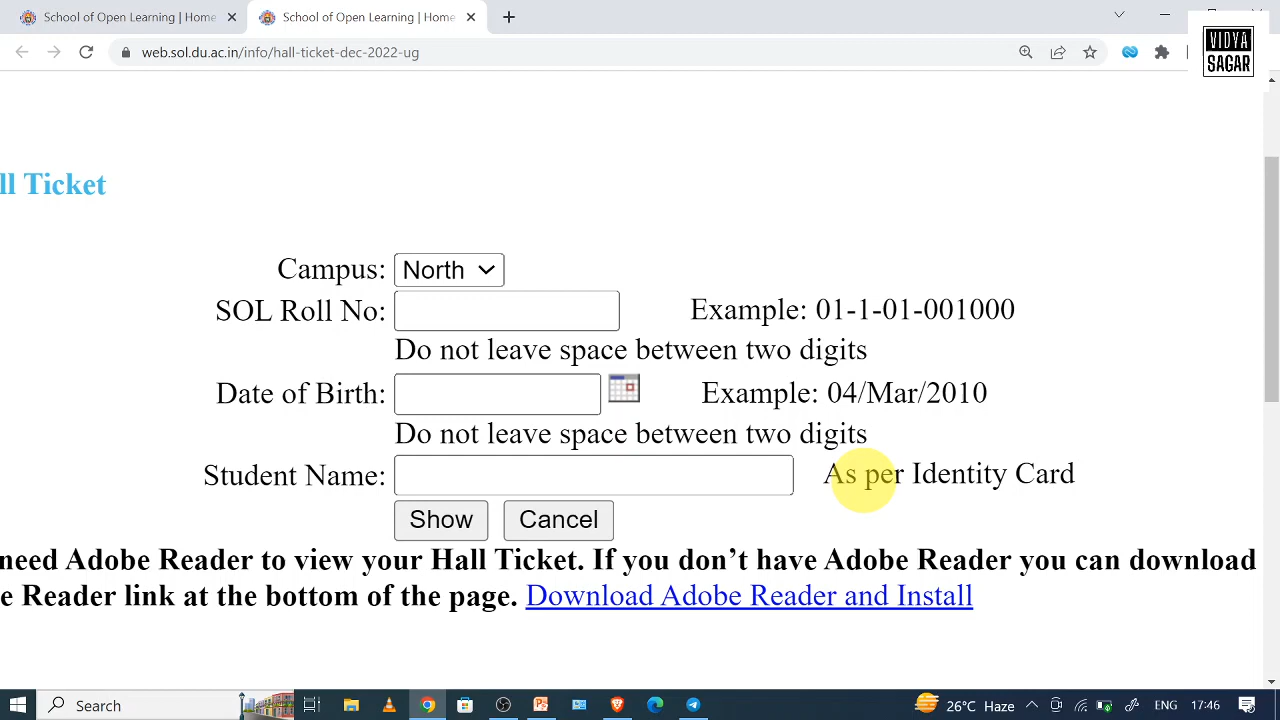 School of Open Learning | Home
School of Open Learning | Home
web.sol.du.ac.in/info/hall-ticket-dec-2022-ug
VIDYA
SAGAR
ll Ticket
Campus: North
SOL Roll No: Example: 01-1-01-001000
Do not leave space between two digits
Date of Birth: Example: 04/Mar/2010
Do not leave space between two digits
Student Name: As per Identity Card
Show Cancel
need Adobe Reader to view your Hall Ticket. If you don’t have Adobe Reader you can download
e Reader link at the bottom of the page. Download Adobe Reader and Install
Search 26°C Haze ENG 17:46